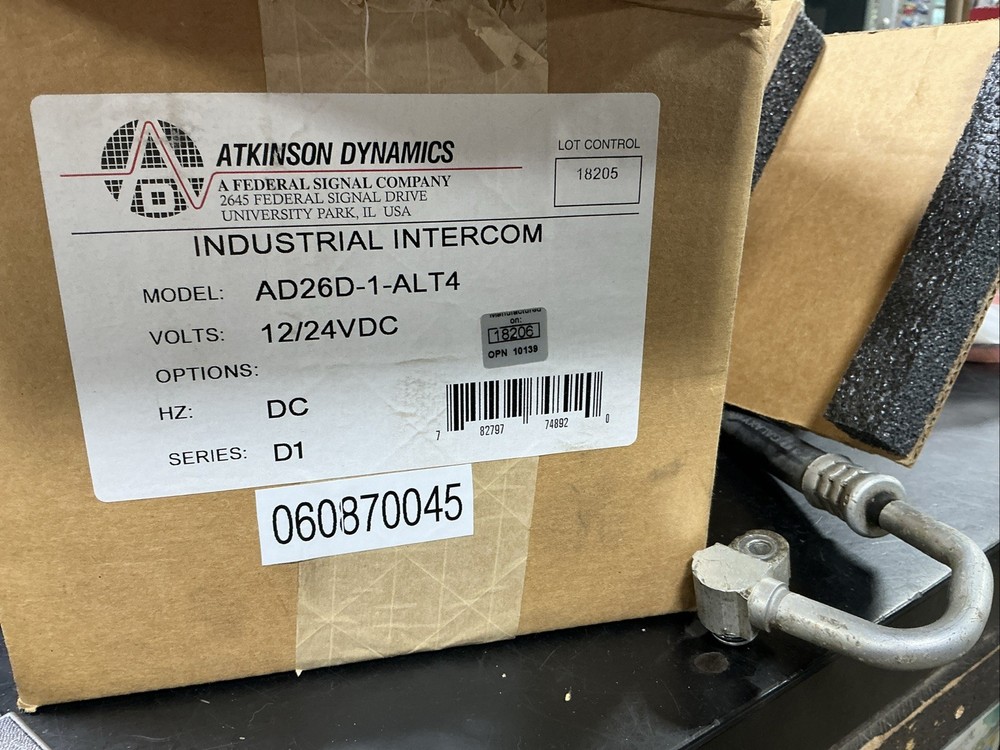 ATKINSON DYNAMICS
A FEDERAL SIGNAL COMPANY
2645 FEDERAL SIGNAL DRIVE
UNIVERSITY PARK, IL USA
LOT CONTROL
18205
INDUSTRIAL INTERCOM
MODEL: AD26D-1-ALT4
VOLTS: 12/24VDC
OPTIONS:
HZ: DC
SERIES: D1
Manufactured
on:
18206
OPN 10139
7 82797 74892 0
060870045